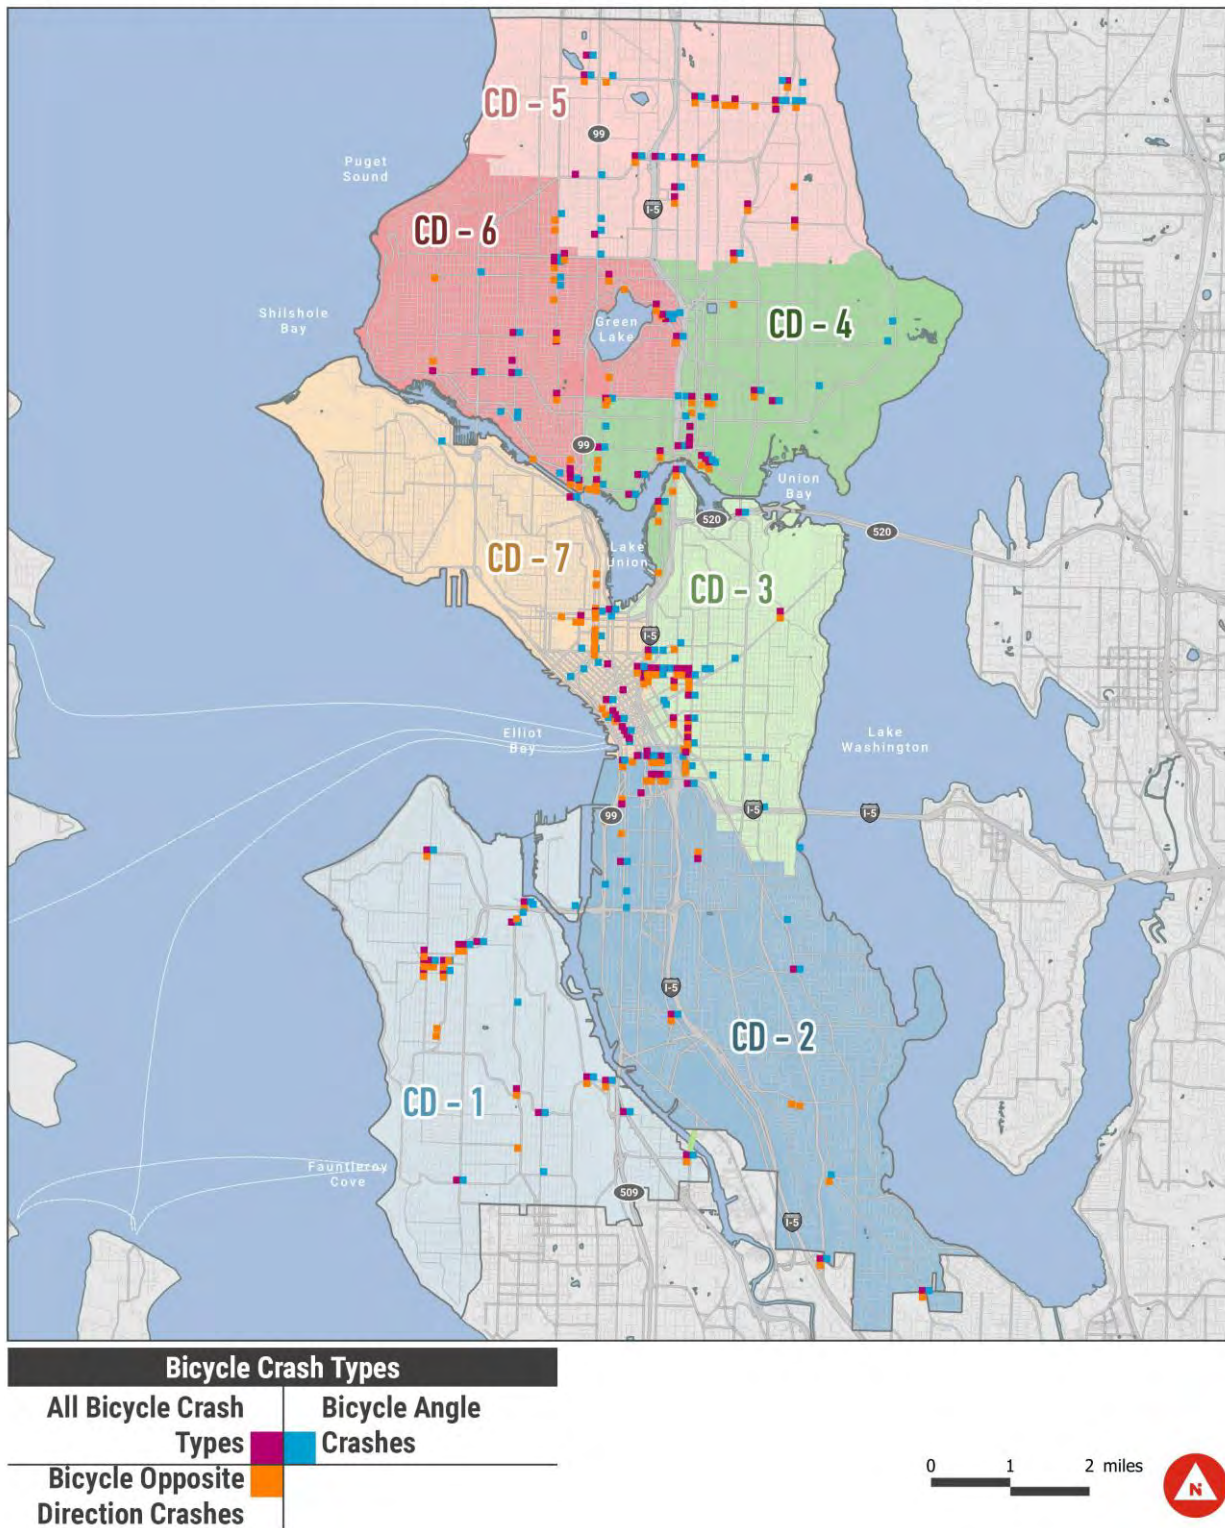 CD - 5
99
Puget
Sound
I-5
CD - 6
Shilshole
Bay
Green
Lake
CD - 4
99
Union
Bay
520
520
CD - 7
Lake
Union
CD - 3
I-5
Elliot
Bay
Lake
Washington
99
I-5
I-5
I-5
CD - 2
CD - 1
Fauntleroy
Cove
509
I-5
Bicycle Crash Types
All Bicycle Crash
Types
Bicycle Angle
Crashes
Bicycle Opposite
Direction Crashes
0 1 2 miles
N